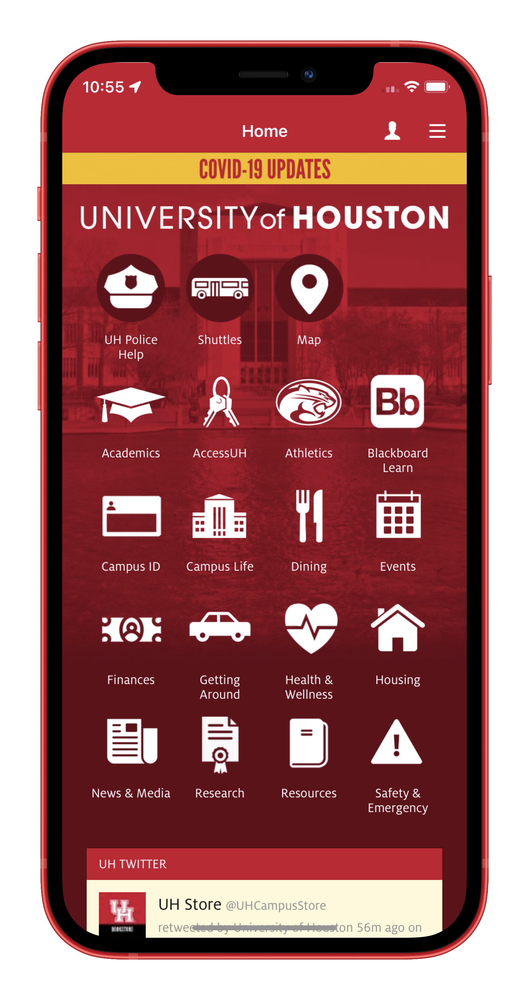 10:55
Home
COVID-19 UPDATES
UNIVERSITY of HOUSTON
UH Police
Help
Shuttles
Map
Academics
AccessUH
Athletics
Bb
Blackboard
Learn
Campus ID
Campus Life
Dining
Events
Finances
Getting
Around
Health &
Wellness
Housing
News & Media
Research
Resources
Safety &
Emergency
UH TWITTER
UH
BOOKSTORE
UH Store @UHCampusStore
retweeted by University of Houston 56m ago on